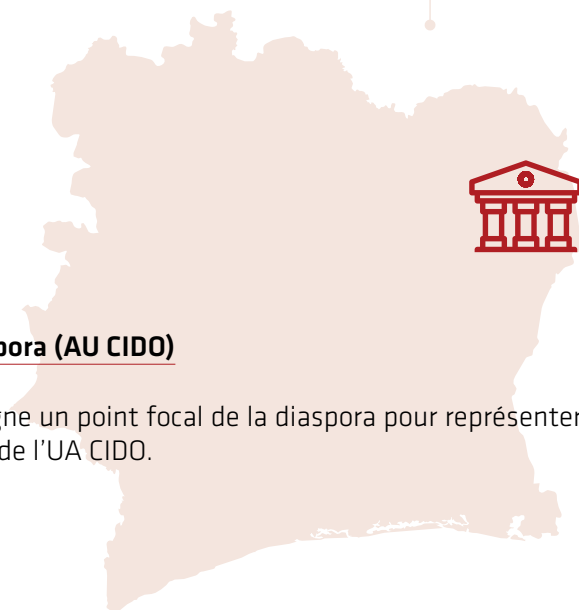 pora (AU CIDO)
gne un point focal de la diaspora pour représenter
de l’UA CIDO.